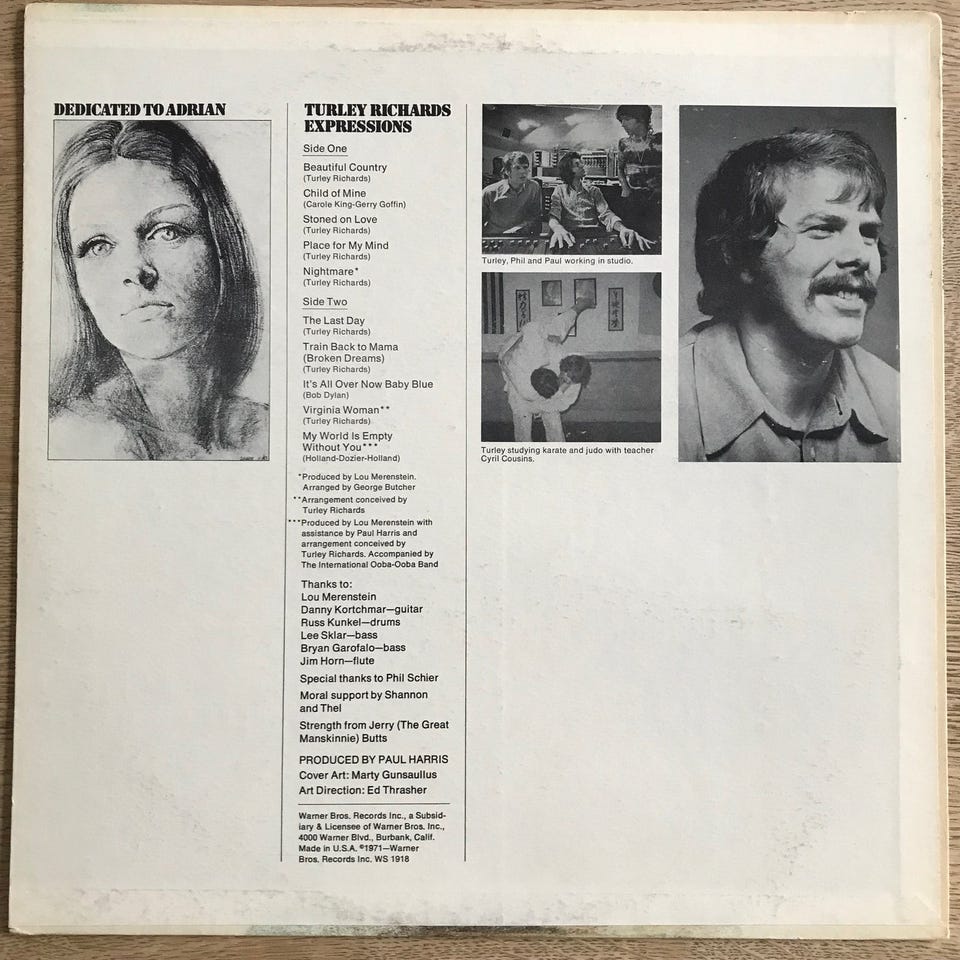 DEDICATED TO ADRIAN
TURLEY RICHARDS
EXPRESSIONS
Side One
Beautiful Country
(Turley Richards)
Child of Mine
(Carole King-Gerry Goffin)
Stoned on Love
(Turley Richards)
Place for My Mind
(Turley Richards)
Nightmare*
(Turley Richards)
Side Two
The Last Day
(Turley Richards)
Train Back to Mama
(Broken Dreams)
(Turley Richards)
It's All Over Now Baby Blue
(Bob Dylan)
Virginia Woman**
(Turley Richards)
My World Is Empty
Without You***
(Holland-Dozier-Holland)
*Produced by Lou Merenstein.
Arranged by George Butcher
**Arrangement conceived by
Turley Richards
***Produced by Lou Merenstein with
assistance by Paul Harris and
arrangement conceived by
Turley Richards. Accompanied by
The International Ooba-Ooba Band
Thanks to:
Lou Merenstein
Danny Kortchmar—guitar
Russ Kunkel—drums
Lee Sklar—bass
Bryan Garofalo—bass
Jim Horn—flute
Special thanks to Phil Schier
Moral support by Shannon
and Thel
Strength from Jerry (The Great
Manskinnie) Butts
PRODUCED BY PAUL HARRIS
Cover Art: Marty Gunsaullus
Art Direction: Ed Thrasher
Warner Bros. Records Inc., a Subsid-
iary & Licensee of Warner Bros. Inc.,
4000 Warner Blvd., Burbank, Calif.
Made in U.S.A. ©1971—Warner
Bros. Records Inc. WS 1918
Turley, Phil and Paul working in studio.
Turley studying karate and judo with teacher
Cyril Cousins.